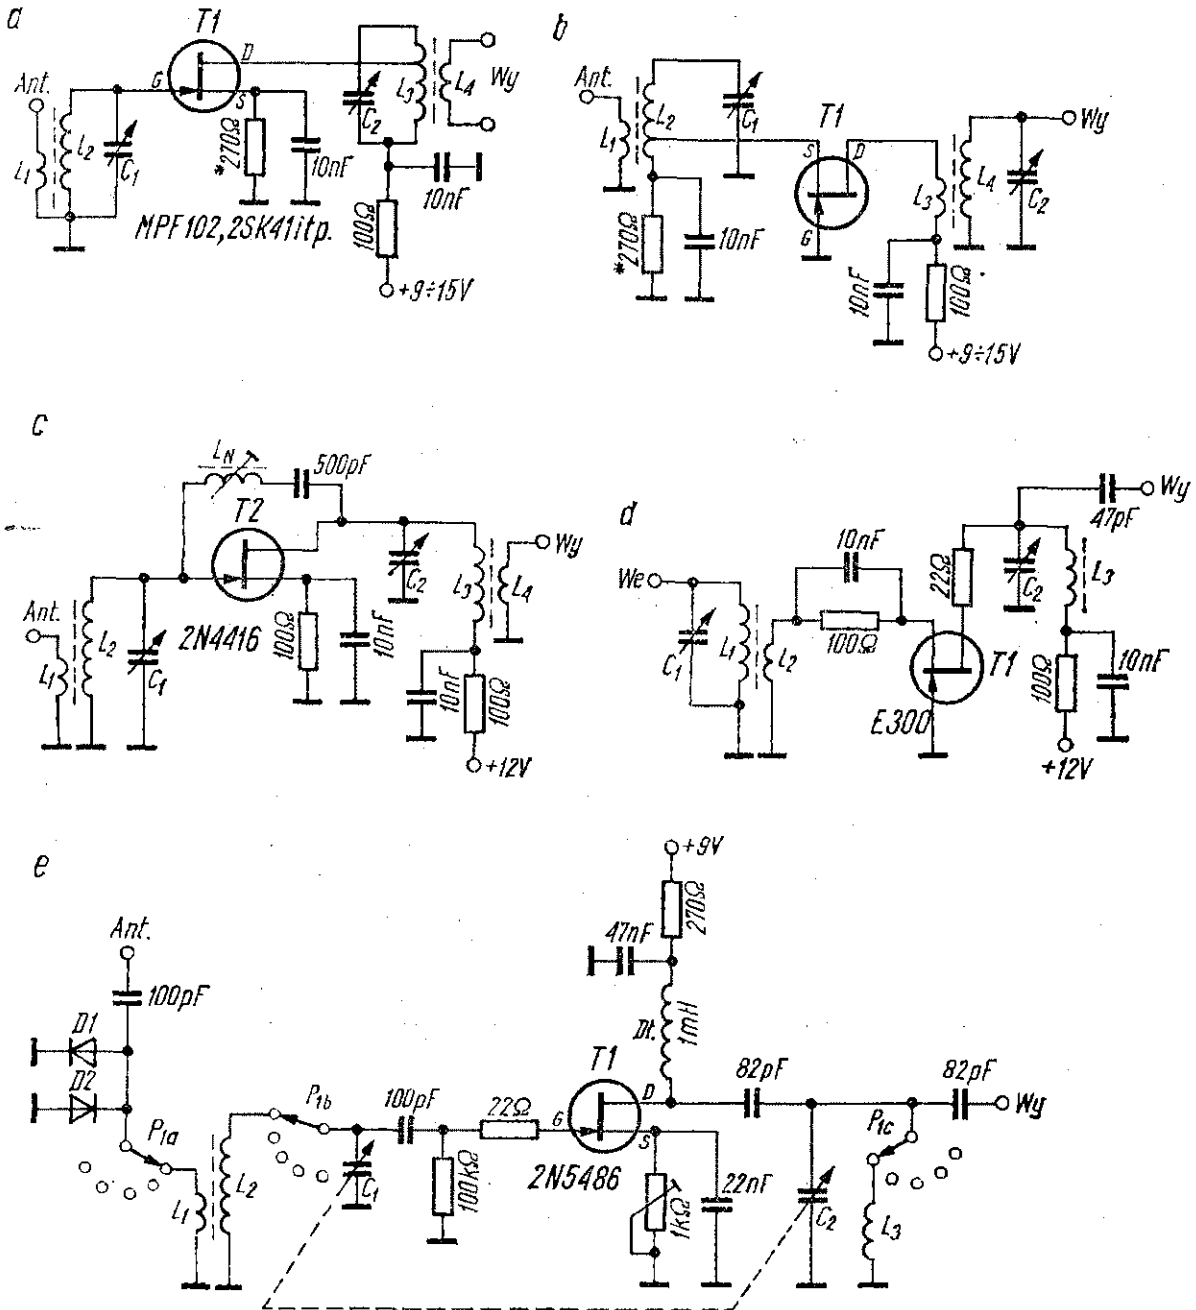 a
T1
D
G
S
Ant.
L1
L2
C1
*270Ω
10nF
C2
L3
L4
Wy
10nF
100Ω
+9÷15V
MPF102, 2SK41 itp.
b
Ant.
L1
L2
C1
T1
S
D
G
*270Ω
10nF
L3
L4
C2
Wy
10nF
100Ω
+9÷15V
c
LN
500pF
T2
2N4416
Ant.
L1
L2
C1
100Ω
10nF
C2
L3
L4
Wy
10nF
100Ω
+12V
d
We
C1
L1
L2
10nF
100Ω
22Ω
T1
E300
C2
L3
47pF
Wy
100Ω
10nF
+12V
e
Ant.
100pF
D1
D2
P1a
L1
L2
P1b
C1
100pF
100kΩ
22Ω
T1
G
D
S
2N5486
+9V
270Ω
47nF
Dł.
1mH
1kΩ
22nF
82pF
C2
P1c
L3
82pF
Wy